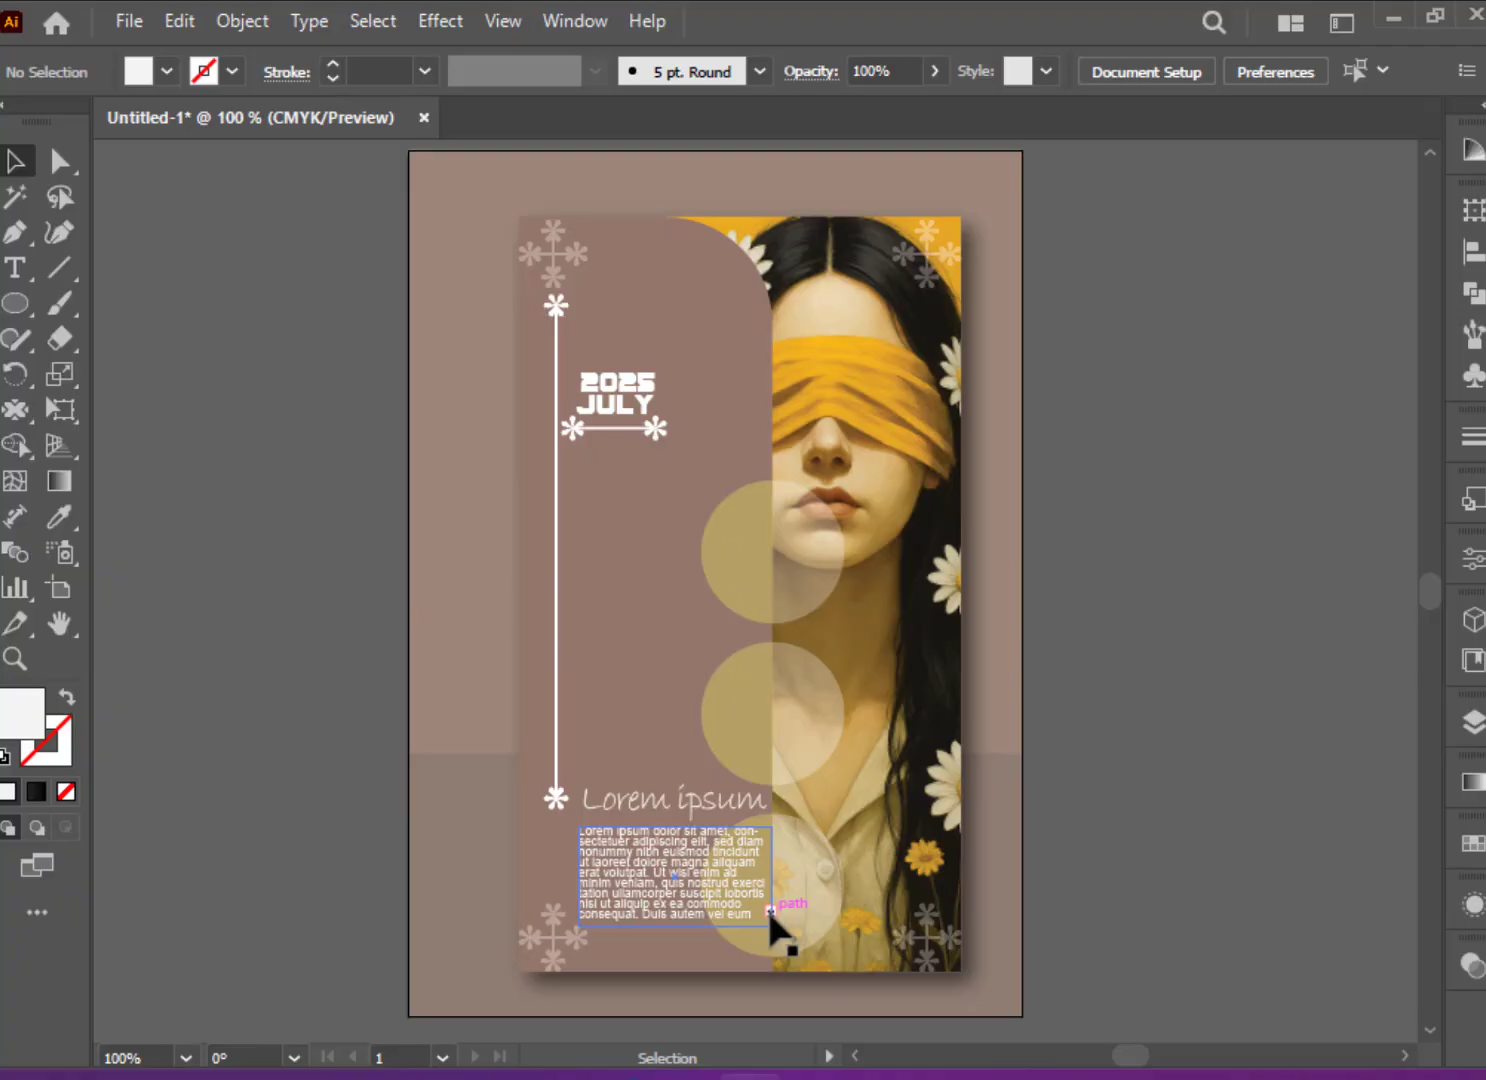 Ai
File Edit Object Type Select Effect View Window Help
No Selection
Stroke:
5 pt. Round
Opacity: 100%
Style:
Document Setup
Preferences
Untitled-1* @ 100 % (CMYK/Preview)
2025
JULY
Lorem ipsum
Lorem ipsum dolor sit amet, con-
sectetuer adipiscing elit, sed diam
nonummy nibh euismod tincidunt
ut laoreet dolore magna aliquam
erat volutpat. Ut wisi enim ad
minim veniam, quis nostrud exerci
tation ullamcorper suscipit lobortis
nisl ut aliquip ex ea commodo
consequat. Duis autem vel eum
path
100%
0°
1
Selection